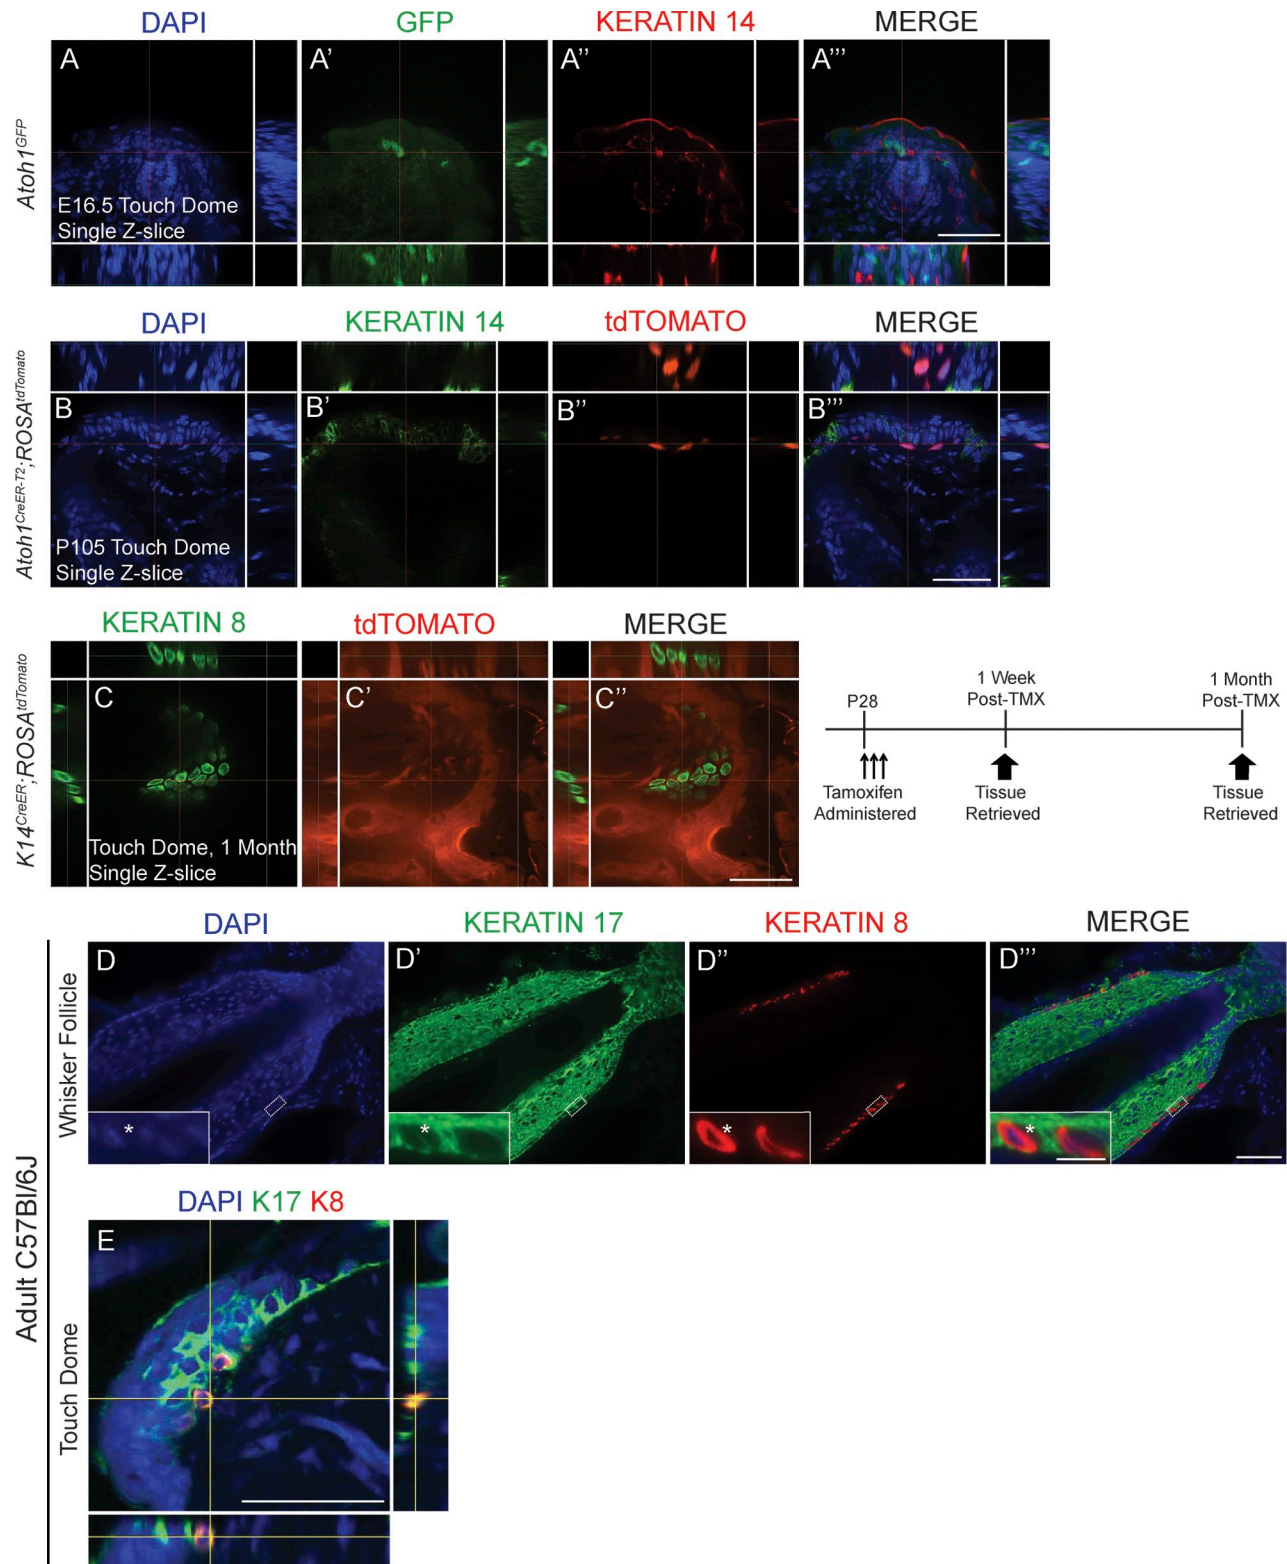 DAPI GFP KERATIN 14 MERGE
Atoh1GFP
A A' A'' A'''
E16.5 Touch Dome
Single Z-slice
DAPI KERATIN 14 tdTOMATO MERGE
Atoh1CreER-T2;ROSAtdTomato
B B' B'' B'''
P105 Touch Dome
Single Z-slice
KERATIN 8 tdTOMATO MERGE
K14CreER;ROSAtdTomato
C C' C''
Touch Dome, 1 Month
Single Z-slice
P28
1 Week
Post-TMX
1 Month
Post-TMX
Tamoxifen
Administered
Tissue
Retrieved
Tissue
Retrieved
DAPI KERATIN 17 KERATIN 8 MERGE
Adult C57Bl/6J
Whisker Follicle
D D' D'' D'''
* * * *
DAPI K17 K8
Touch Dome
E